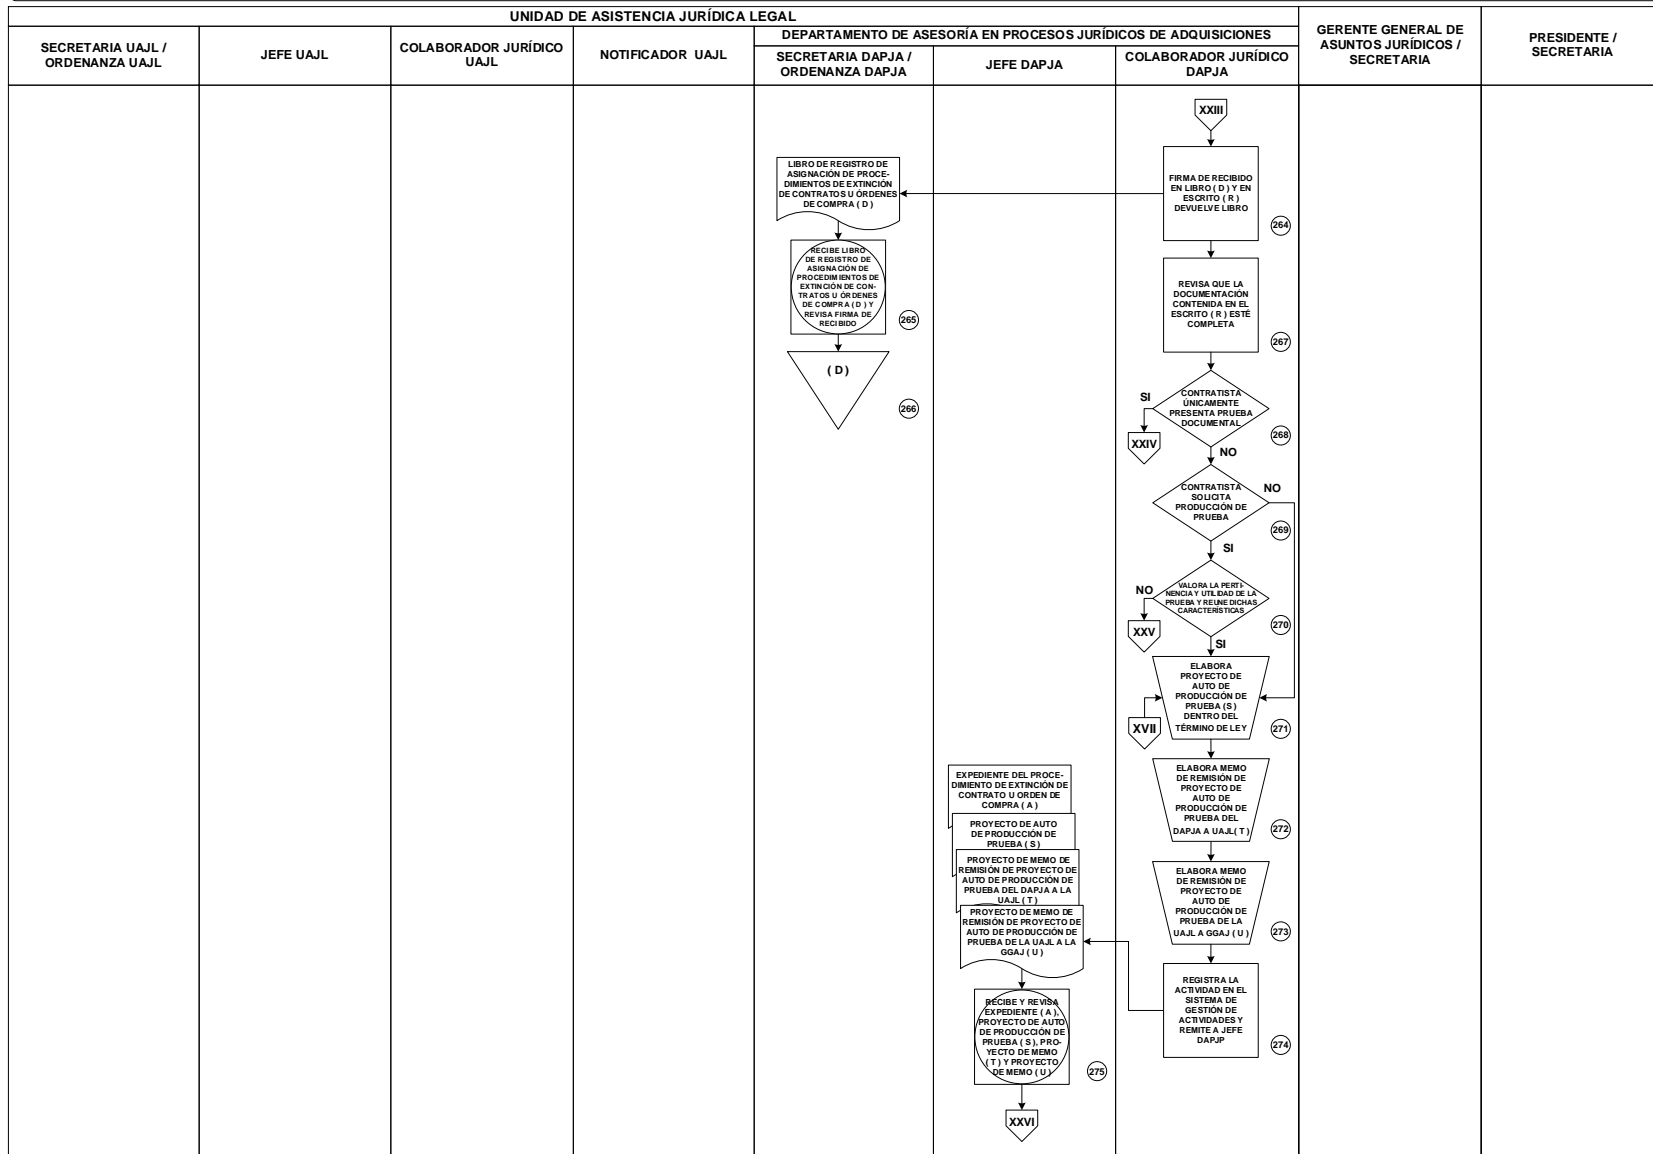 UNIDAD DE ASISTENCIA JURÍDICA LEGAL
SECRETARIA UAJL /
ORDENANZA UAJL
JEFE UAJL
COLABORADOR JURÍDICO
UAJL
NOTIFICADOR UAJL
DEPARTAMENTO DE ASESORÍA EN PROCESOS JURÍDICOS DE ADQUISICIONES
SECRETARIA DAPJA /
ORDENANZA DAPJA
JEFE DAPJA
COLABORADOR JURÍDICO
DAPJA
GERENTE GENERAL DE
ASUNTOS JURÍDICOS /
SECRETARIA
PRESIDENTE /
SECRETARIA
XXIII
FIRMA DE RECIBIDO
EN LIBRO ( D ) Y EN
ESCRITO ( R )
DEVUELVE LIBRO
264
LIBRO DE REGISTRO DE
ASIGNACIÓN DE PROCE-
DIMIENTOS DE EXTINCIÓN
DE CONTRATOS U ÓRDENES
DE COMPRA ( D )
RECIBE LIBRO
DE REGISTRO DE
ASIGNACIÓN DE
PROCEDIMIENTOS DE
EXTINCIÓN DE CON-
TRATOS U ÓRDENES
DE COMPRA ( D ) Y
REVISA FIRMA DE
RECIBIDO
265
( D )
266
REVISA QUE LA
DOCUMENTACIÓN
CONTENIDA EN EL
ESCRITO ( R ) ESTÉ
COMPLETA
267
CONTRATISTA
ÚNICAMENTE
PRESENTA PRUEBA
DOCUMENTAL
268
SI
XXIV
NO
CONTRATISTA
SOLICITA
PRODUCCIÓN DE
PRUEBA
269
NO
SI
VALORA LA PERTI-
NENCIA Y UTILIDAD DE LA
PRUEBA Y REUNE DICHAS
CARACTERÍSTICAS
270
NO
XXV
SI
ELABORA
PROYECTO DE
AUTO DE
PRODUCCIÓN DE
PRUEBA (S )
DENTRO DEL
TÉRMINO DE LEY
271
XVII
ELABORA MEMO
DE REMISIÓN DE
PROYECTO DE
AUTO DE
PRODUCCIÓN DE
PRUEBA DEL
DAPJA A UAJL( T )
272
ELABORA MEMO
DE REMISIÓN DE
PROYECTO DE
AUTO DE
PRODUCCIÓN DE
PRUEBA DE LA
UAJL A GGAJ ( U )
273
REGISTRA LA
ACTIVIDAD EN EL
SISTEMA DE
GESTIÓN DE
ACTIVIDADES Y
REMITE A JEFE
DAPJP
274
EXPEDIENTE DEL PROCE-
DIMIENTO DE EXTINCIÓN DE
CONTRATO U ORDEN DE
COMPRA ( A )
PROYECTO DE AUTO
DE PRODUCCIÓN DE
PRUEBA ( S )
PROYECTO DE MEMO DE
REMISIÓN DE PROYECTO DE
AUTO DE PRODUCCIÓN DE
PRUEBA DEL DAPJA A LA
UAJL ( T )
PROYECTO DE MEMO DE
REMISIÓN DE PROYECTO DE
AUTO DE PRODUCCIÓN DE
PRUEBA DE LA UAJL A LA
GGAJ ( U )
RECIBE Y REVISA
EXPEDIENTE ( A ),
PROYECTO DE AUTO
DE PRODUCCIÓN DE
PRUEBA ( S ), PRO-
YECTO DE MEMO
( T ) Y PROYECTO
DE MEMO ( U )
275
XXVI